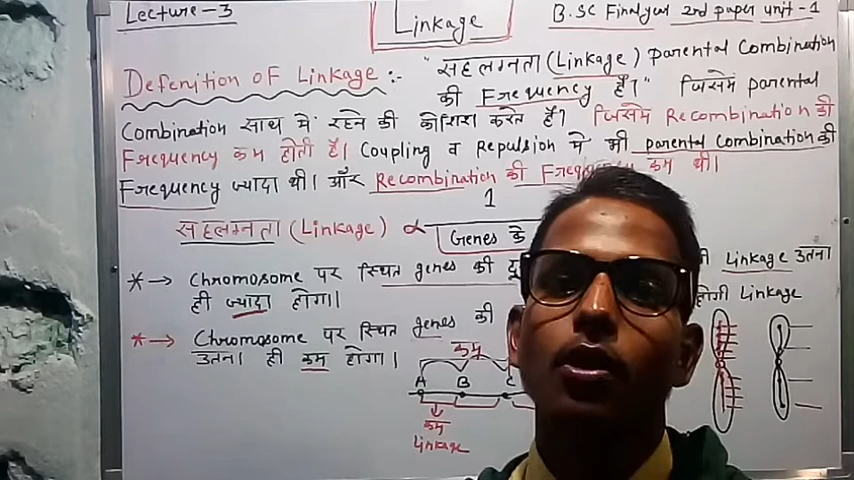 Lecture-3
Linkage
B.SC Final year 2nd paper unit -1
Defenition of Linkage :- "सहलग्नता (Linkage) parental Combination
की Frequency है।" जिसमें parental
Combination साथ में रहने की कोशिश करते हैं। जिसमें Recombination की
Frequency कम होती है। Coupling व Repulsion में भी parental combination की
Frequency ज्यादा थी। और Recombination की कम थी।
सहलग्नता (Linkage) ∝ 1
Genes के
*→ Chromosome पर स्थित genes की Linkage उतना
ही ज्यादा होगा।
होगी Linkage
*→ Chromosome पर स्थित genes की
उतना ही कम होगा।
कम
A B C
कम
Linkage